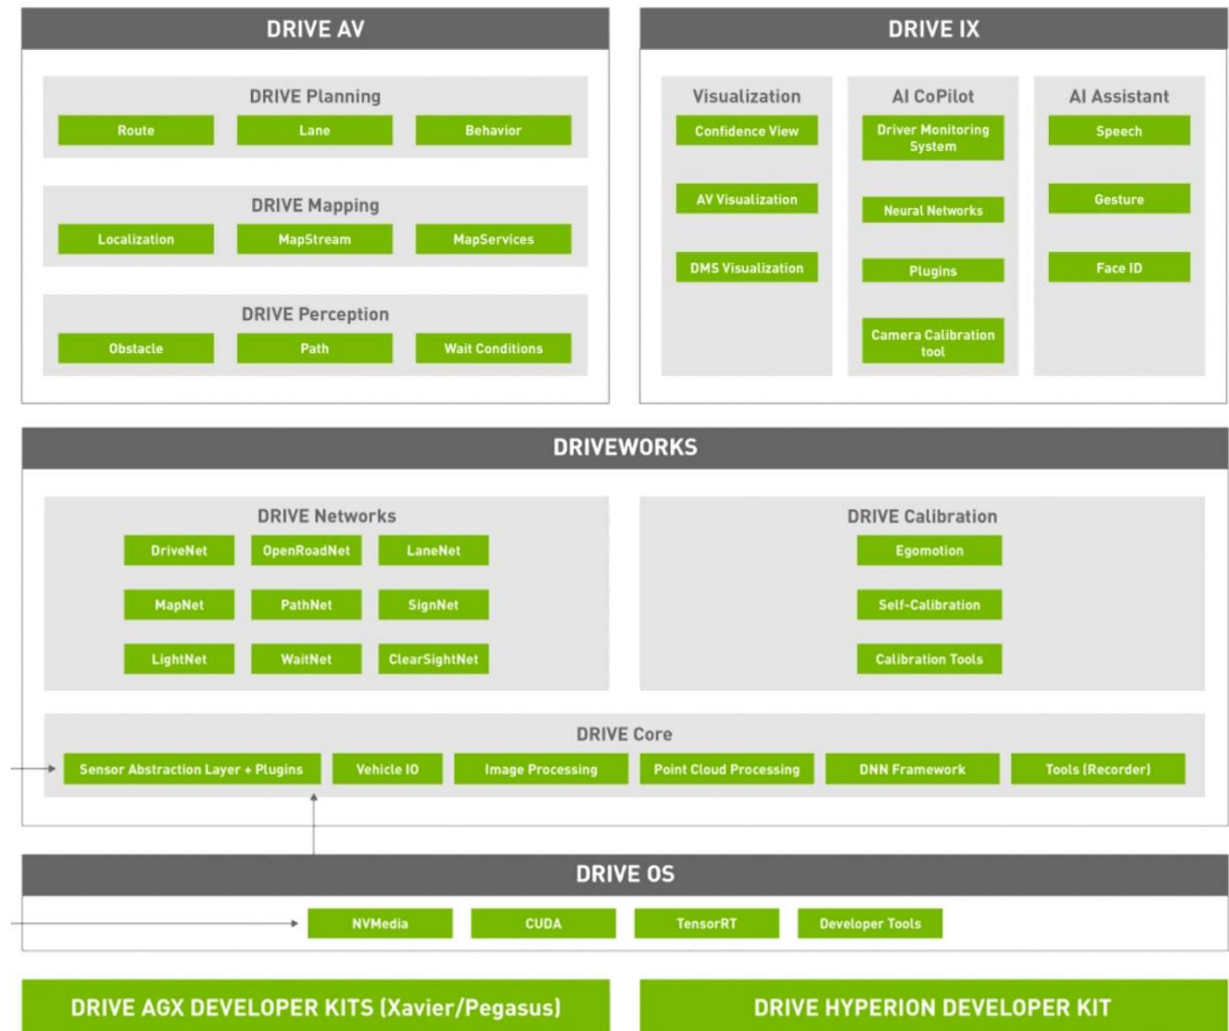 DRIVE AV
DRIVE Planning
Route
Lane
Behavior
DRIVE Mapping
Localization
MapStream
MapServices
DRIVE Perception
Obstacle
Path
Wait Conditions
DRIVE IX
Visualization
Confidence View
AV Visualization
DMS Visualization
AI CoPilot
Driver Monitoring
System
Neural Networks
Plugins
Camera Calibration
tool
AI Assistant
Speech
Gesture
Face ID
DRIVEWORKS
DRIVE Networks
DriveNet
OpenRoadNet
LaneNet
MapNet
PathNet
SignNet
LightNet
WaitNet
ClearSightNet
DRIVE Calibration
Egomotion
Self-Calibration
Calibration Tools
DRIVE Core
Sensor Abstraction Layer + Plugins
Vehicle IO
Image Processing
Point Cloud Processing
DNN Framework
Tools (Recorder)
DRIVE OS
NVMedia
CUDA
TensorRT
Developer Tools
DRIVE AGX DEVELOPER KITS (Xavier/Pegasus)
DRIVE HYPERION DEVELOPER KIT